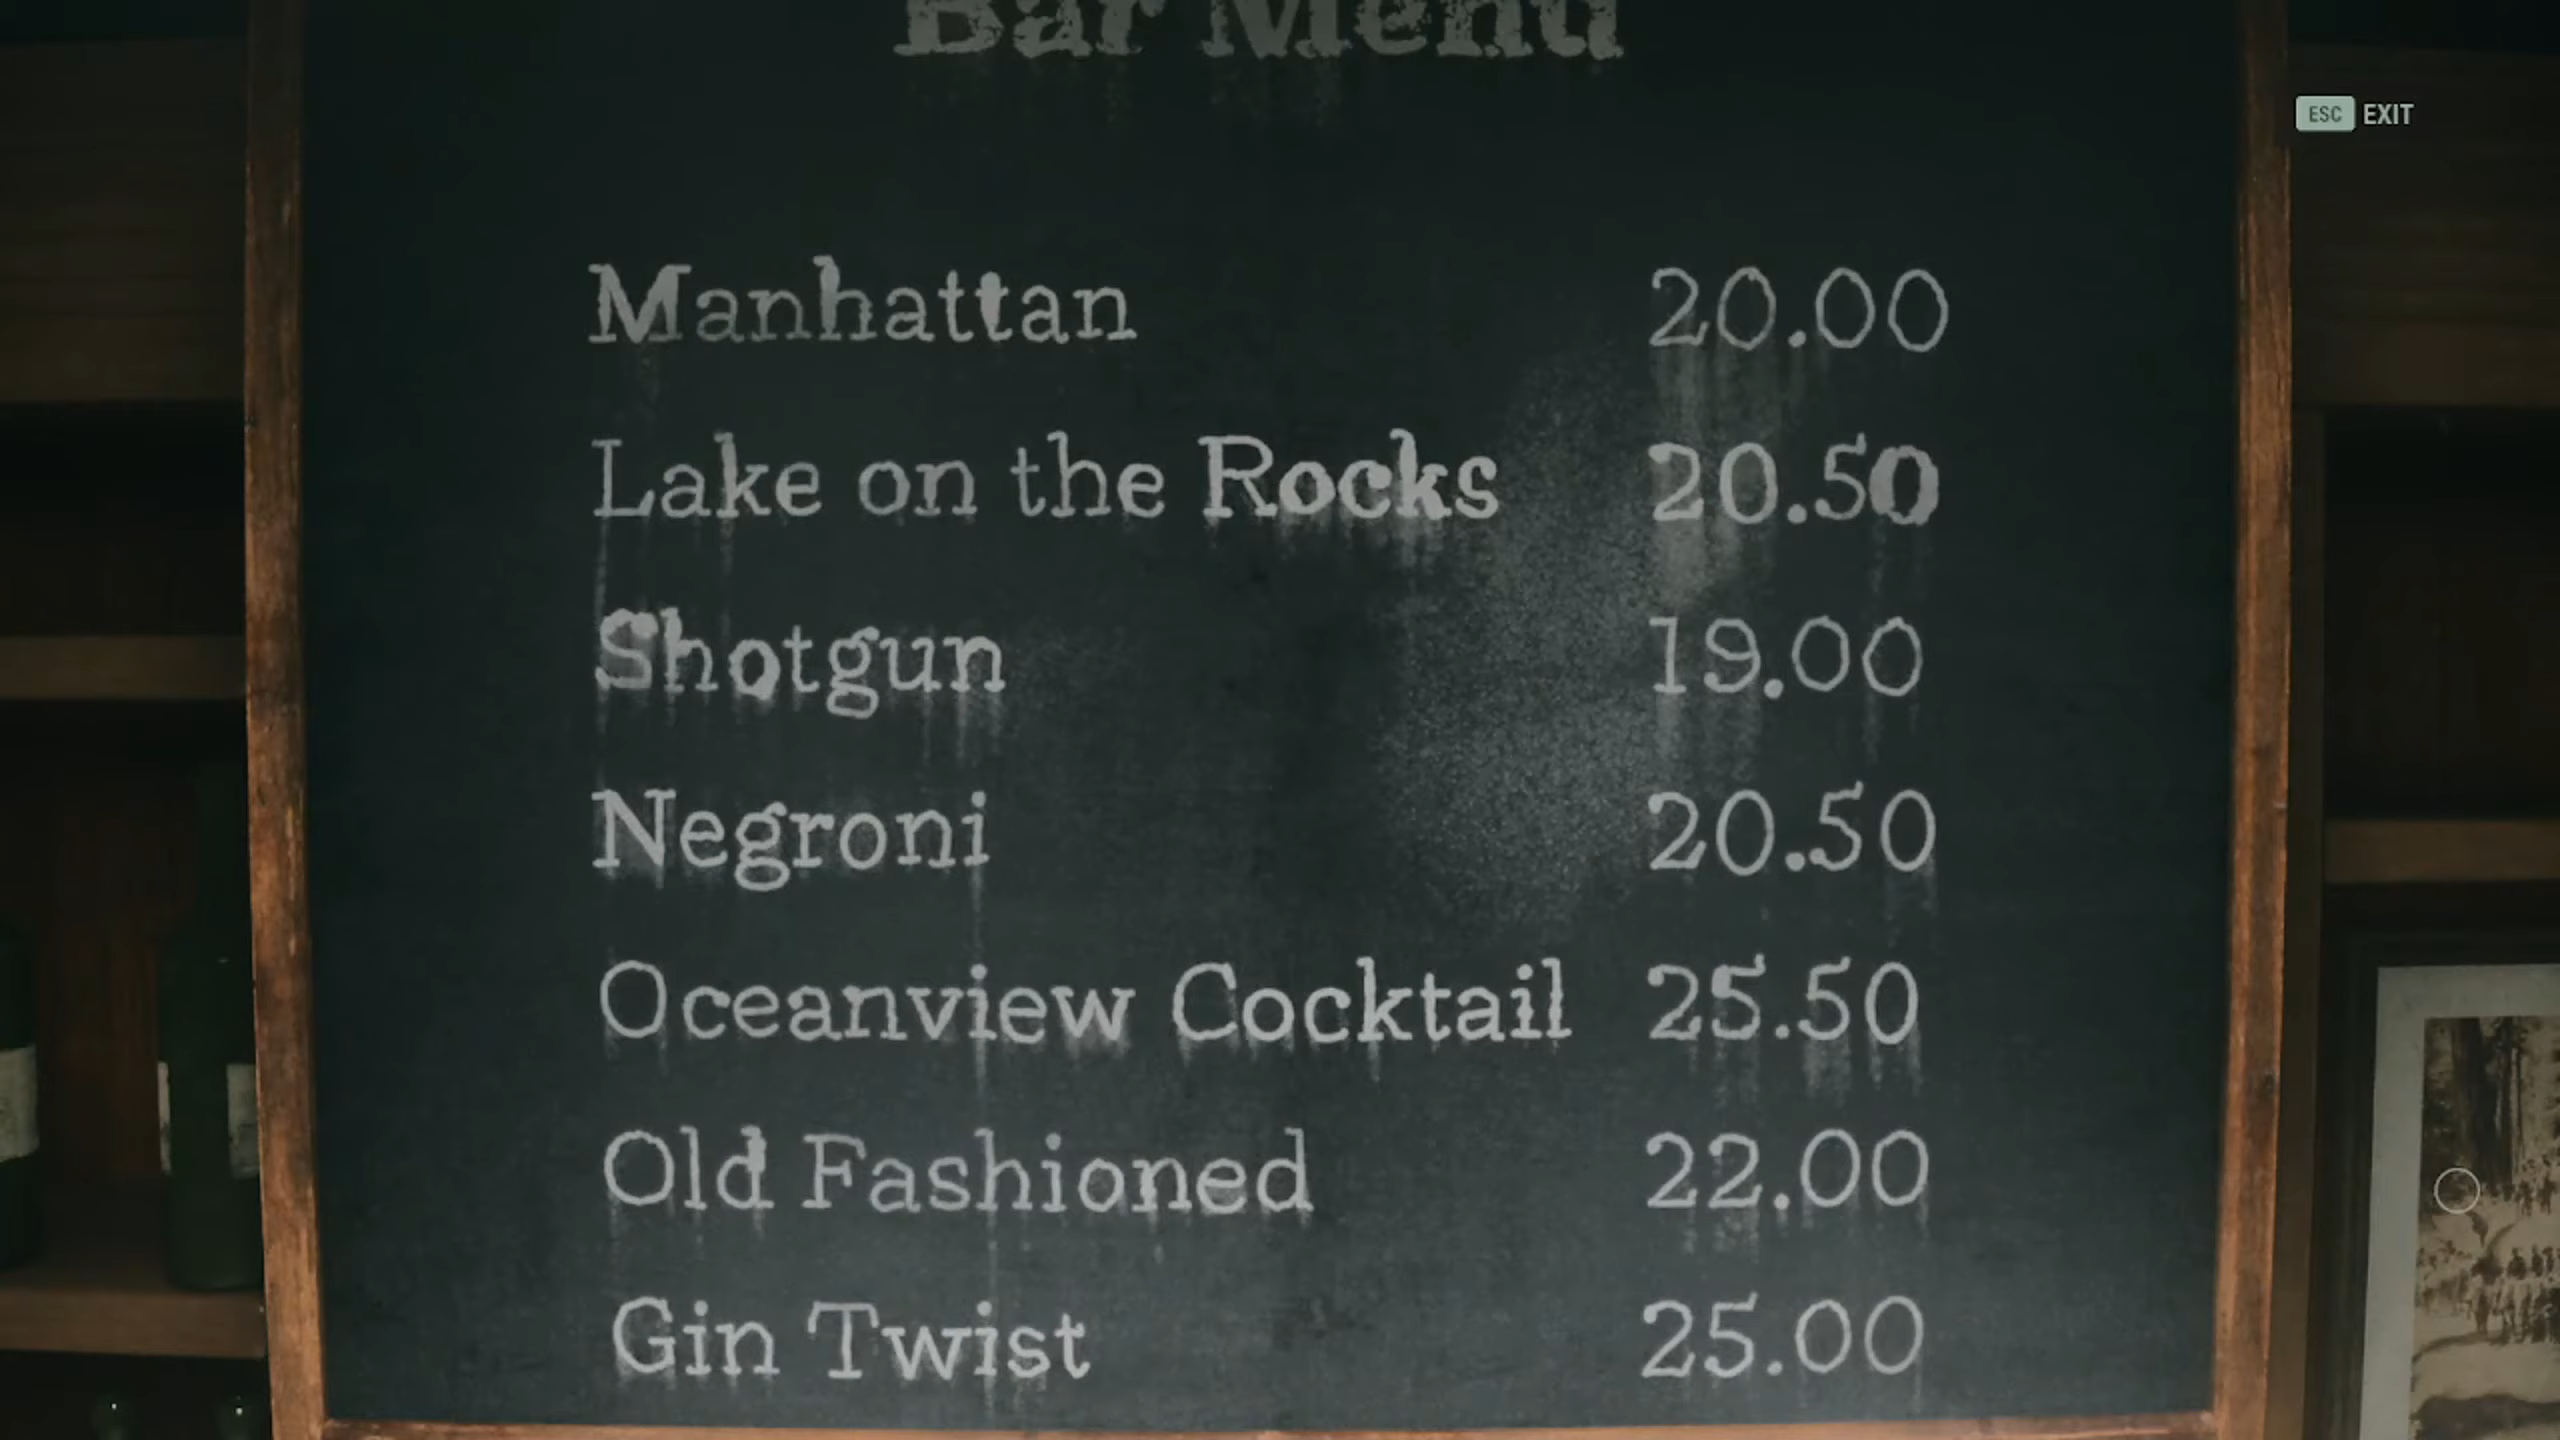 Bar Menu
ESC EXIT
Manhattan 20.00
Lake on the Rocks 20.50
Shotgun 19.00
Negroni 20.50
Oceanview Cocktail 25.50
Old Fashioned 22.00
Gin Twist 25.00